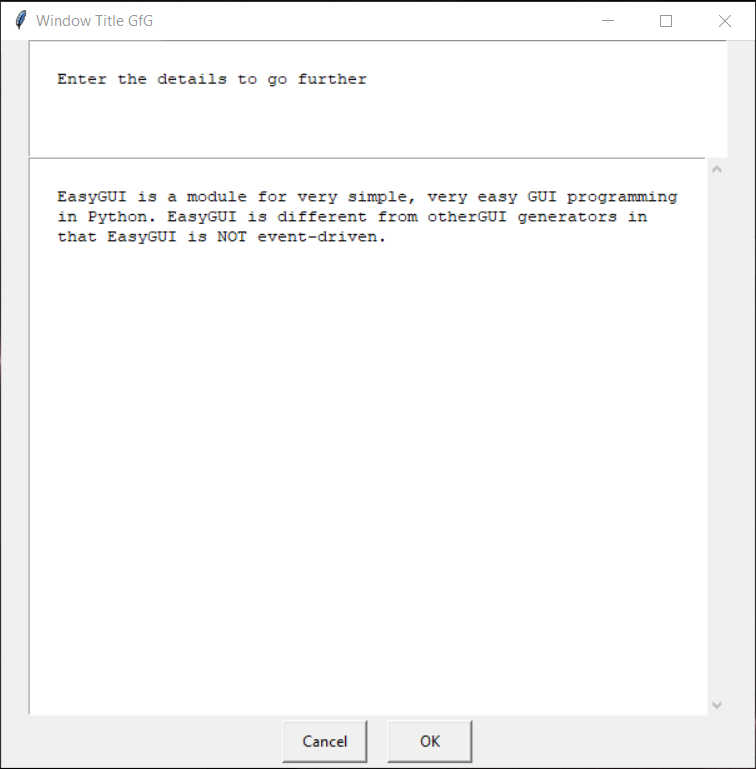 Window Title GfG
Enter the details to go further
EasyGUI is a module for very simple, very easy GUI programming
in Python. EasyGUI is different from otherGUI generators in
that EasyGUI is NOT event-driven.
Cancel OK